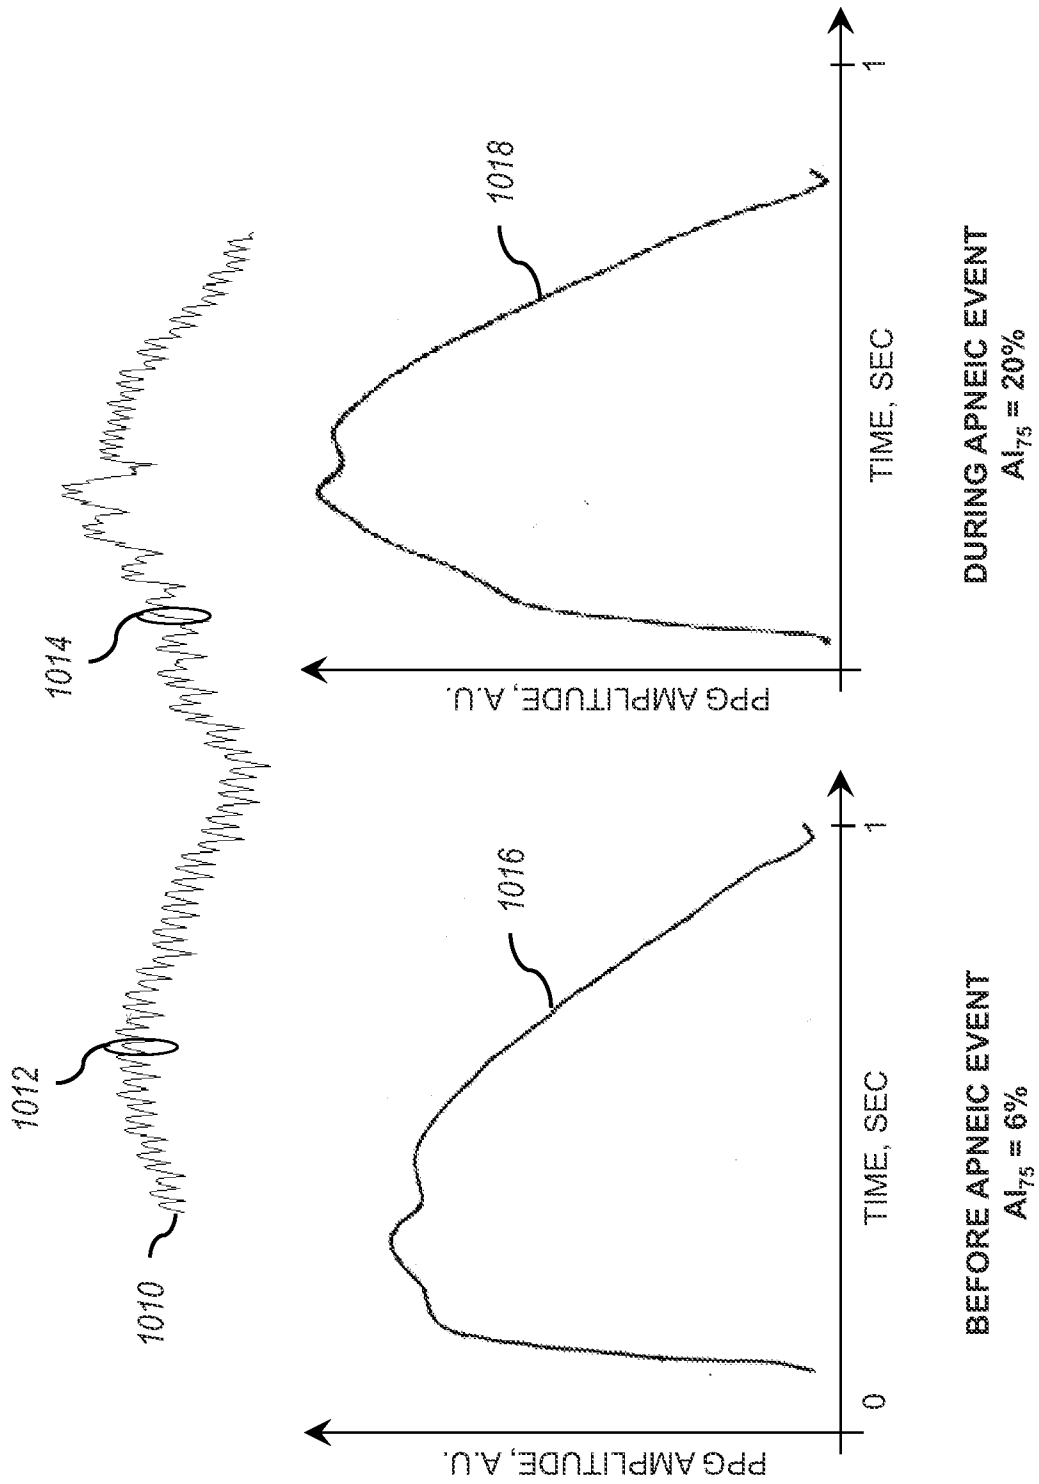 1010
1012
1014
PPG AMPLITUDE, A.U.
1016
0
1
TIME, SEC
BEFORE APNEIC EVENT
AI75 = 6%
PPG AMPLITUDE, A.U.
1018
1
TIME, SEC
DURING APNEIC EVENT
AI75 = 20%